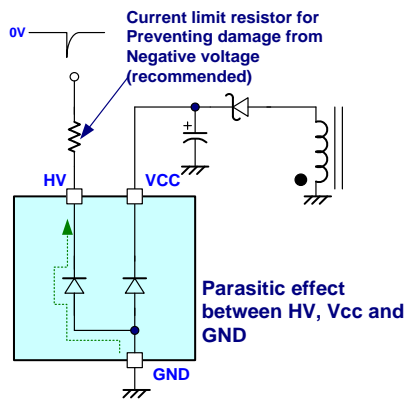 Current limit resistor for
0V
Preventing damage from
Negative voltage
(recommended)
+
HV
VCC
Parasitic effect
between HV, Vcc and
GND
GND